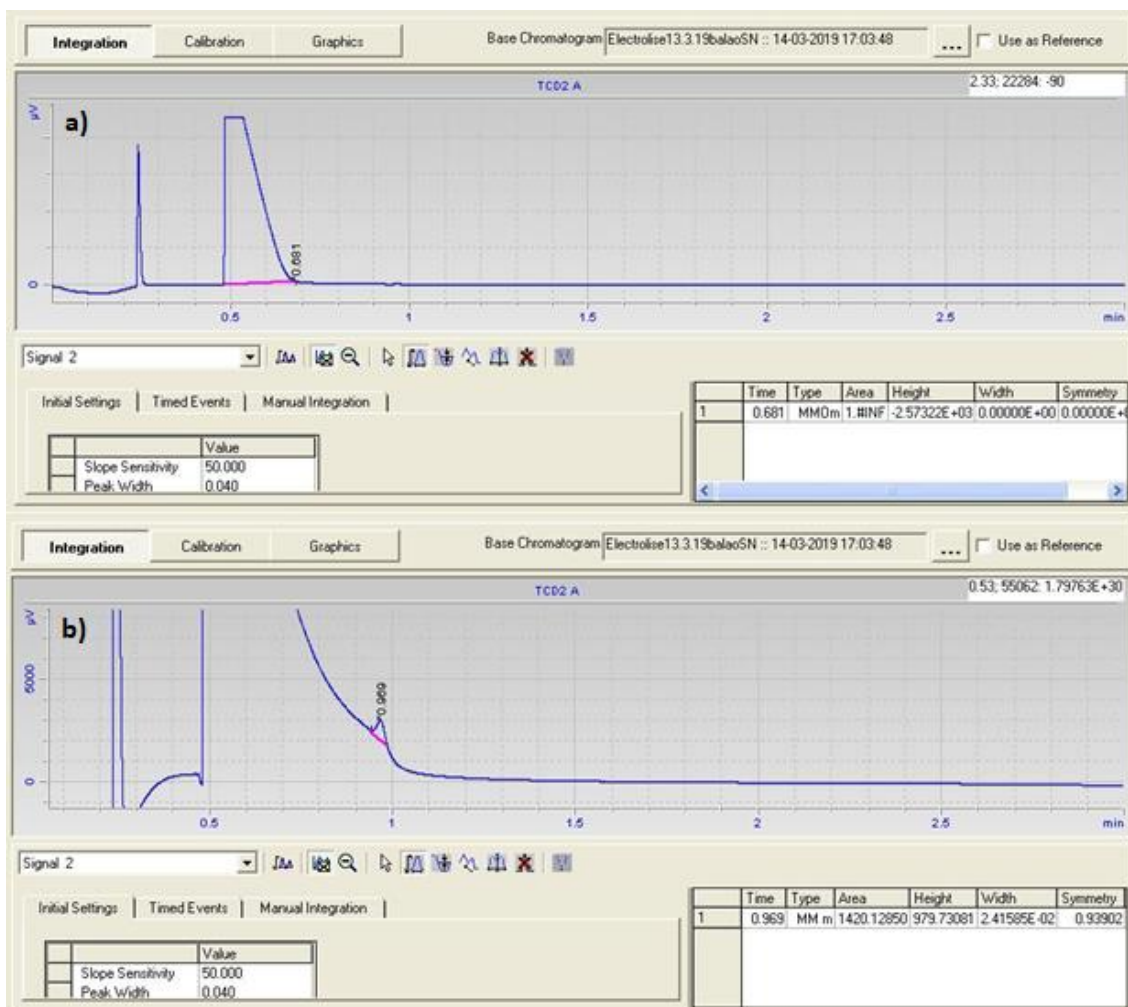 Integration Calibration Graphics Base Chromatogram Electrolise13.3.19balaoSN :: 14-03-2019 17:03:48 ... Use as Reference
TCD2 A 2.33; 22284: -90
µV
a)
0.681
0
0.5 1 1.5 2 2.5 min
Signal 2
Initial Settings Timed Events Manual Integration
Time Type Area Height Width Symmetry
1 0.681 MM0m 1.#INF -2.57322E+03 0.00000E+00 0.00000E+
Value
Slope Sensitivity 50.000
Peak Width 0.040
Integration Calibration Graphics Base Chromatogram Electrolise13.3.19balaoSN :: 14-03-2019 17:03:48 ... Use as Reference
TCD2 A 0.53; 55062: 1.79763E+30
µV
b)
5000
0.969
0
0.5 1 1.5 2 2.5 min
Signal 2
Initial Settings Timed Events Manual Integration
Time Type Area Height Width Symmetry
1 0.969 MM m 1420.12850 979.73081 2.41585E-02 0.93902
Value
Slope Sensitivity 50.000
Peak Width 0.040